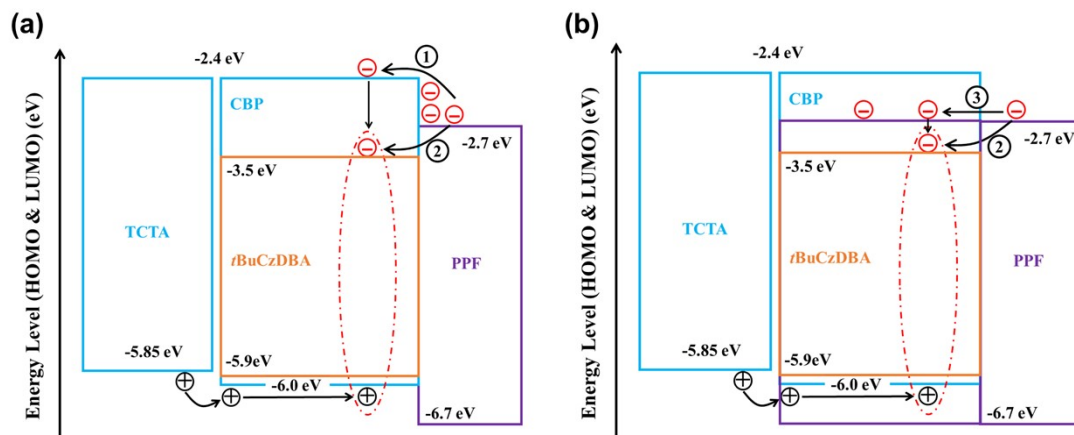 (a)
Energy Level (HOMO & LUMO) (eV)
-2.4 eV
①
CBP
②
-2.7 eV
-3.5 eV
TCTA
tBuCzDBA
PPF
-5.85 eV
-5.9eV
-6.0 eV
-6.7 eV
(b)
Energy Level (HOMO & LUMO) (eV)
-2.4 eV
CBP
③
②
-2.7 eV
-3.5 eV
TCTA
tBuCzDBA
PPF
-5.85 eV
-5.9 eV
-6.0 eV
-6.7 eV